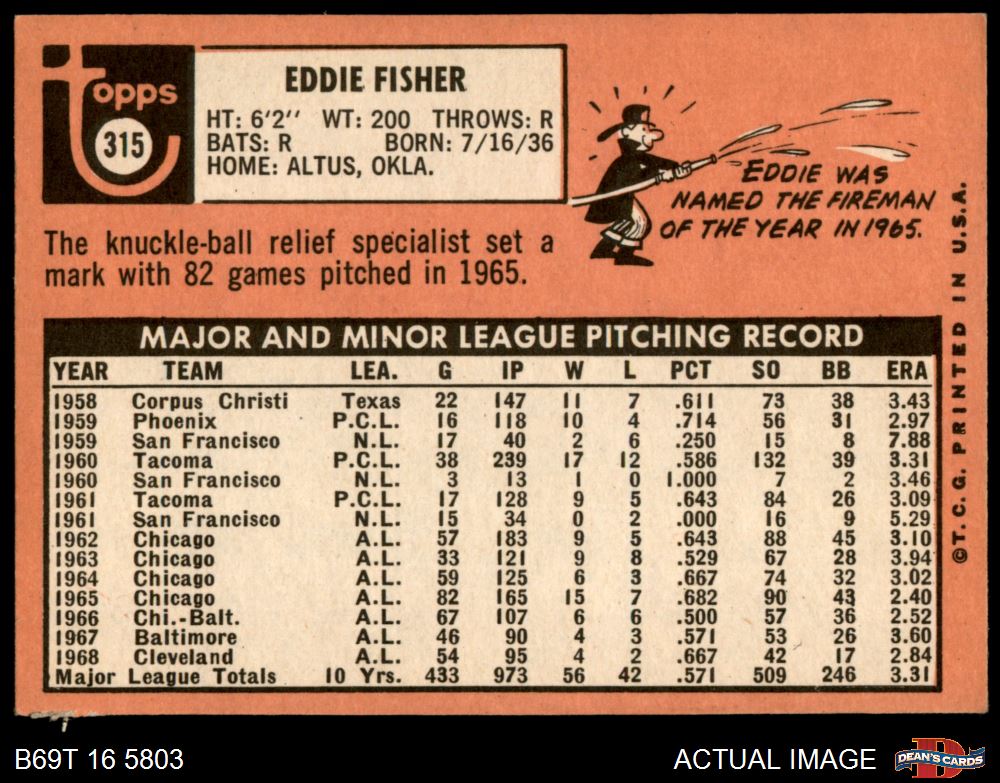 Topps
315
EDDIE FISHER
HT: 6'2" WT: 200 THROWS: R
BATS: R BORN: 7/16/36
HOME: ALTUS, OKLA.
EDDIE WAS
NAMED THE FIREMAN
OF THE YEAR IN 1965.
The knuckle-ball relief specialist set a
mark with 82 games pitched in 1965.
MAJOR AND MINOR LEAGUE PITCHING RECORD
YEAR TEAM LEA. G IP W L PCT SO BB ERA
1958 Corpus Christi Texas 22 147 11 7 .611 73 38 3.43
1959 Phoenix P.C.L. 16 118 10 4 .714 56 31 2.97
1959 San Francisco N.L. 17 40 2 6 .250 15 8 7.88
1960 Tacoma P.C.L. 38 239 17 12 .586 132 39 3.31
1960 San Francisco N.L. 3 13 1 0 1.000 7 2 3.46
1961 Tacoma P.C.L. 17 128 9 5 .643 84 26 3.09
1961 San Francisco N.L. 15 34 0 2 .000 16 9 5.29
1962 Chicago A.L. 57 183 9 5 .643 88 45 3.10
1963 Chicago A.L. 33 121 9 8 .529 67 28 3.94
1964 Chicago A.L. 59 125 6 3 .667 74 32 3.02
1965 Chicago A.L. 82 165 15 7 .682 90 43 2.40
1966 Chi.-Balt. A.L. 67 107 6 6 .500 57 36 2.52
1967 Baltimore A.L. 46 90 4 3 .571 53 26 3.60
1968 Cleveland A.L. 54 95 4 2 .667 42 17 2.84
Major League Totals 10 Yrs. 433 973 56 42 .571 509 246 3.31
©T.C.G. PRINTED IN U.S.A.
B69T 16 5803
ACTUAL IMAGE
D
DEAN'S CARDS